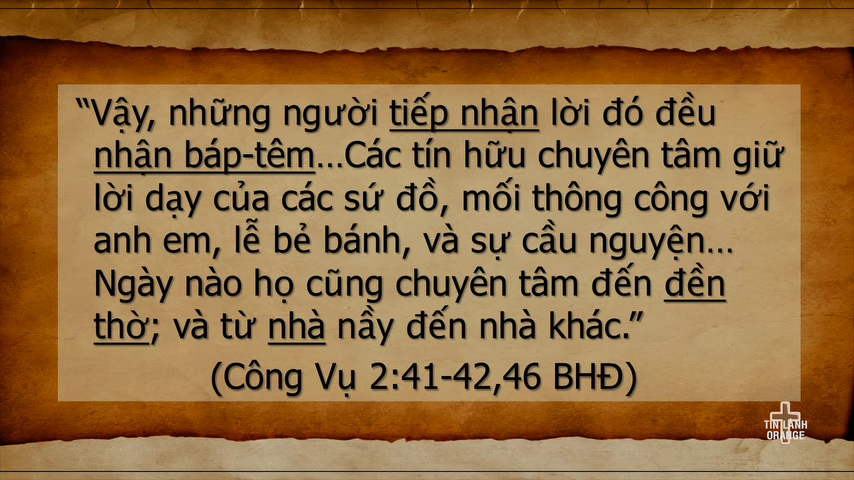 “Vậy, những người tiếp nhận lời đó đều
nhận báp-têm...Các tín hữu chuyên tâm giữ
lời dạy của các sứ đồ, mối thông công với
anh em, lễ bẻ bánh, và sự cầu nguyện...
Ngày nào họ cũng chuyên tâm đến đền
thờ; và từ nhà nầy đến nhà khác.”
(Công Vụ 2:41-42,46 BHĐ)
TIN LANH
ORANGE